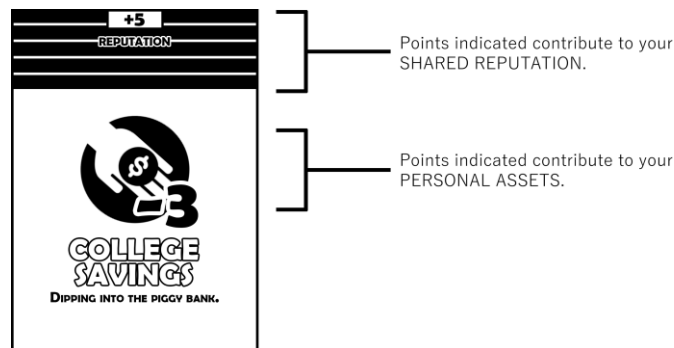 +5
REPUTATION
Points indicated contribute to your
SHARED REPUTATION.
$
-3
Points indicated contribute to your
PERSONAL ASSETS.
COLLEGE
SAVINGS
DIPPING INTO THE PIGGY BANK.